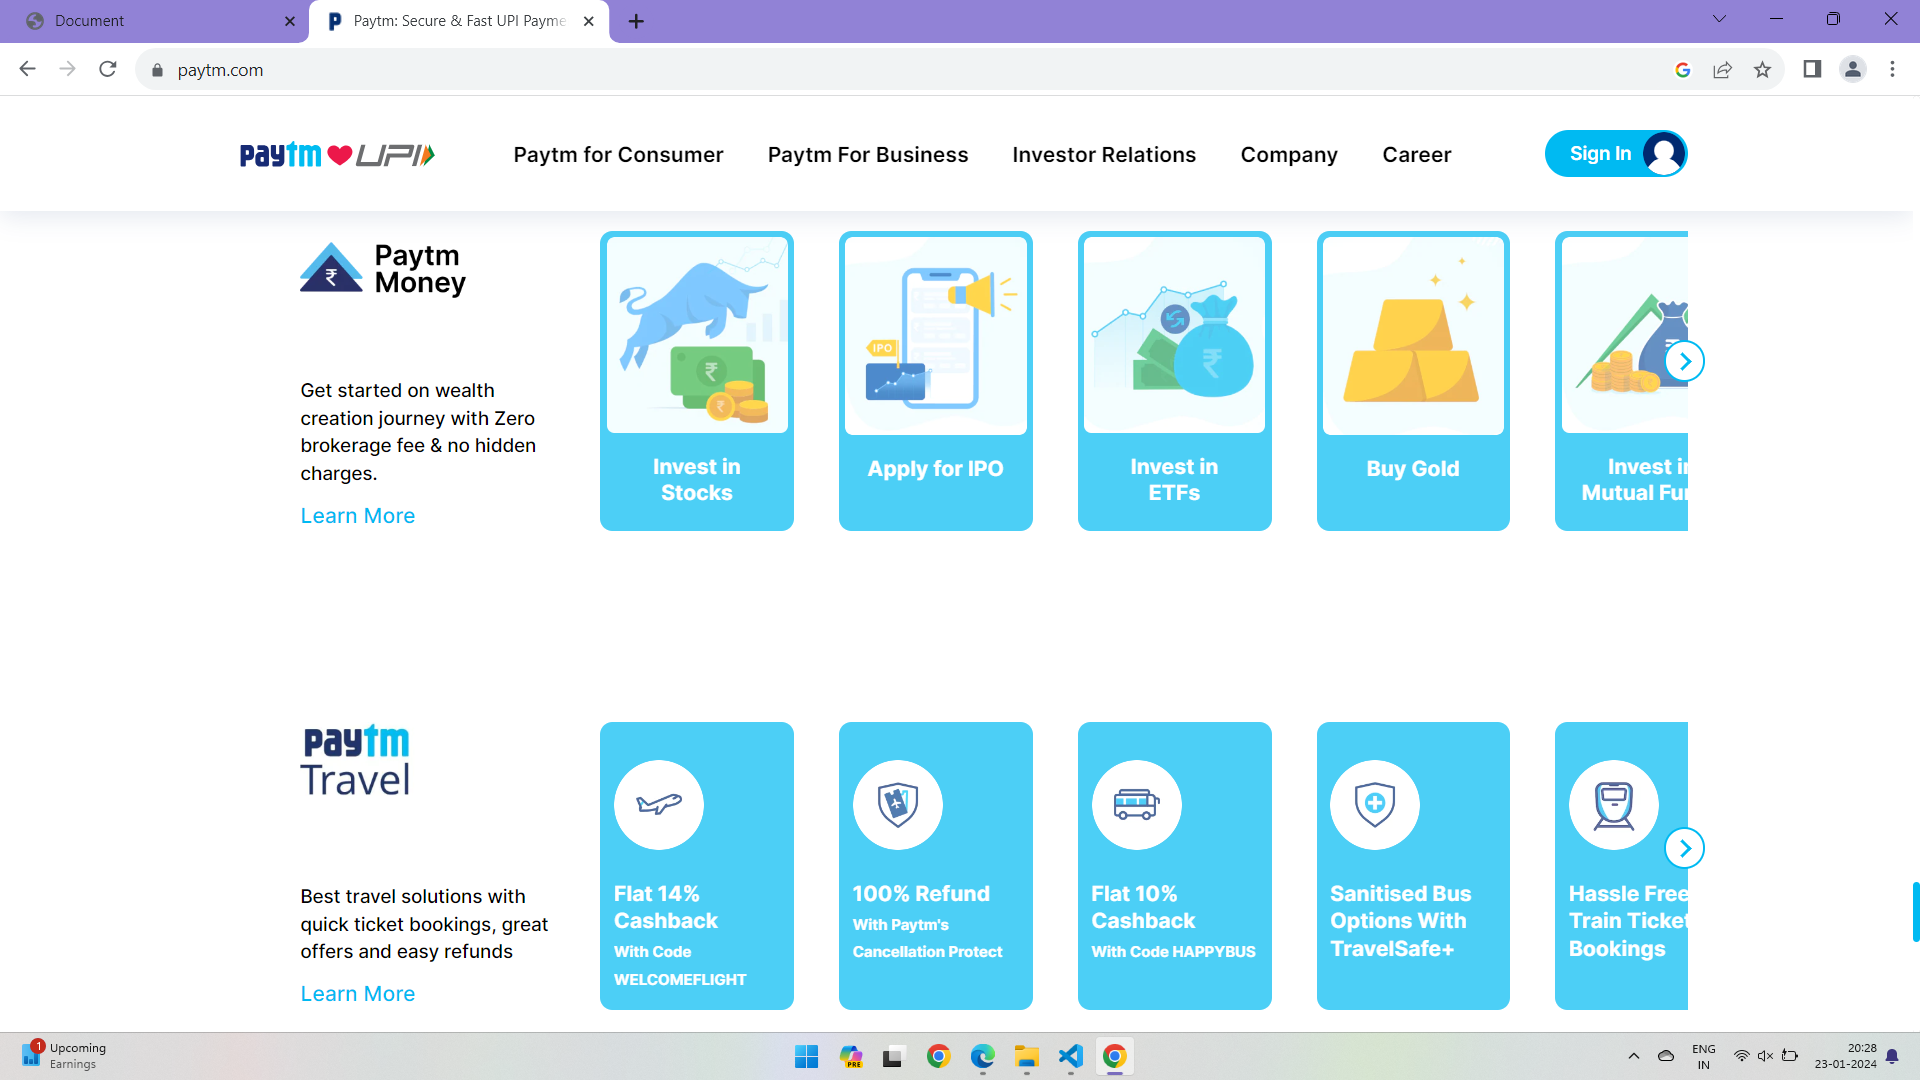 Document
Paytm: Secure & Fast UPI Payme
paytm.com
paytm UPI
Paytm for Consumer
Paytm For Business
Investor Relations
Company
Career
Sign In
Paytm
Money
Get started on wealth
creation journey with Zero
brokerage fee & no hidden
charges.
Learn More
₹
₹
₹
Invest in
Stocks
IPO
Apply for IPO
₹
Invest in
ETFs
Buy Gold
Invest in
Mutual Fun
paytm
Travel
Best travel solutions with
quick ticket bookings, great
offers and easy refunds
Learn More
Flat 14%
Cashback
With Code
WELCOMEFLIGHT
100% Refund
With Paytm's
Cancellation Protect
Flat 10%
Cashback
With Code HAPPYBUS
Sanitised Bus
Options With
TravelSafe+
Hassle Free
Train Ticket
Bookings
1
Upcoming
Earnings
PRE
ENG
IN
20:28
23-01-2024